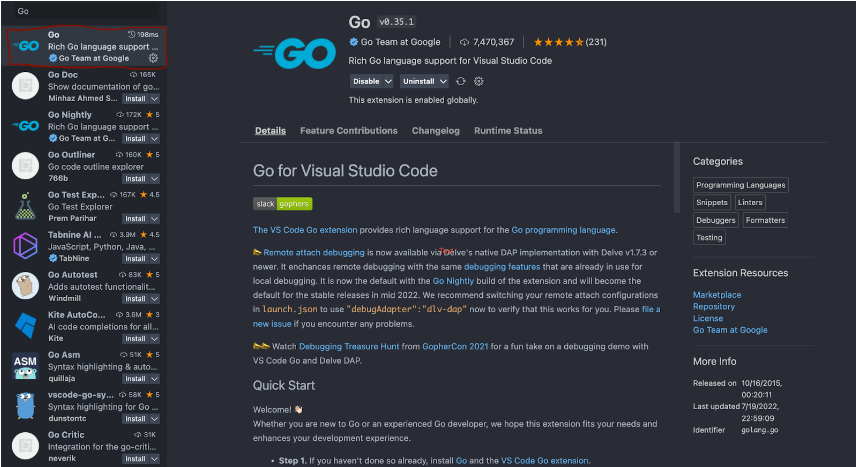 Go
Go
198ms
Rich Go language support ...
Go Team at Google
Go Doc
165K
Show documentation of go...
Minhaz Ahmed S...
Install
Go Nightly
172K
5
Rich Go language support ...
Go Team at G...
Install
Go Outliner
160K
5
Go code outline explorer
766b
Install
Go Test Exp...
167K
4.5
Go Test Explorer
Prem Parihar
Install
Tabnine AI ...
3.9M
4.5
JavaScript, Python, Java, ...
TabNine
Install
Go Autotest
83K
5
Adds autotest functionalit...
Windmill
Install
Kite AutoCo...
3.6M
3
AI code completions for all...
Kite
Install
ASM
Go Asm
51K
5
Syntax highlighting & auto...
quillaja
Install
vscode-go-sy...
58K
5
Syntax highlighting for Go ...
dunstontc
Install
Go Critic
31K
Integration for the go-criti...
neverik
Install
GO
Go
v0.35.1
Go Team at Google
7,470,367
(231)
Rich Go language support for Visual Studio Code
Disable
Uninstall
This extension is enabled globally.
Details
Feature Contributions
Changelog
Runtime Status
Go for Visual Studio Code
slack gophers
The VS Code Go extension provides rich language support for the Go programming language.
Remote attach debugging is now available via Delve's native DAP implementation with Delve v1.7.3 or
newer. It enchances remote debugging with the same debugging features that are already in use for
local debugging. It is now the default with the Go Nightly build of the extension and will become the
default for the stable releases in mid 2022. We recommend switching your remote attach configurations
in launch.json to use "debugAdapter":"dlv-dap" now to verify that this works for you. Please file a
new issue if you encounter any problems.
Watch Debugging Treasure Hunt from GopherCon 2021 for a fun take on a debugging demo with
VS Code Go and Delve DAP.
Quick Start
Welcome!
Whether you are new to Go or an experienced Go developer, we hope this extension fits your needs and
enhances your development experience.
• Step 1. If you haven't done so already, install Go and the VS Code Go extension.
Categories
Programming Languages
Snippets
Linters
Debuggers
Formatters
Testing
Extension Resources
Marketplace
Repository
License
Go Team at Google
More Info
Released on 10/16/2015,
00:20:11
Last updated 7/19/2022,
22:59:09
Identifier golang.go